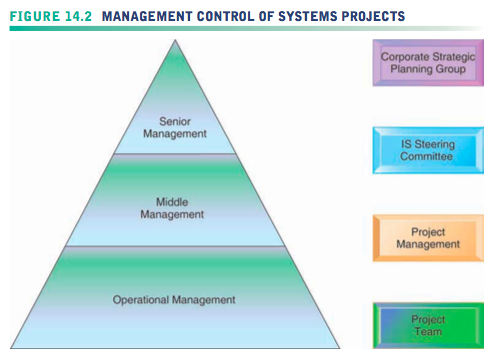 FIGURE 14.2 MANAGEMENT CONTROL OF SYSTEMS PROJECTS
Senior
Management
Middle
Management
Operational Management
Corporate Strategic
Planning Group
IS Steering
Committee
Project
Management
Project
Team